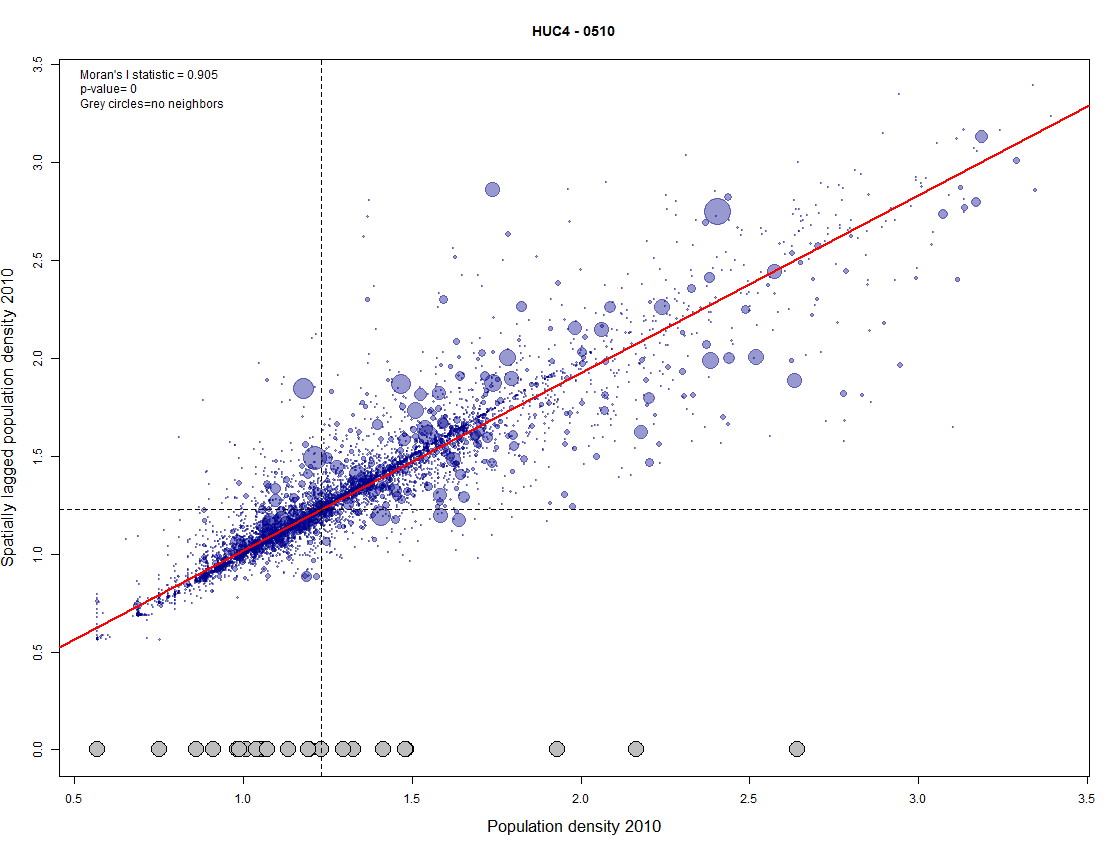 HUC4 - 0510
Moran's I statistic = 0.905
p-value= 0
Grey circles=no neighbors
Spatially lagged population density 2010
3.5
3.0
2.5
2.0
1.5
1.0
0.5
0.0
0.5 1.0 1.5 2.0 2.5 3.0 3.5
Population density 2010